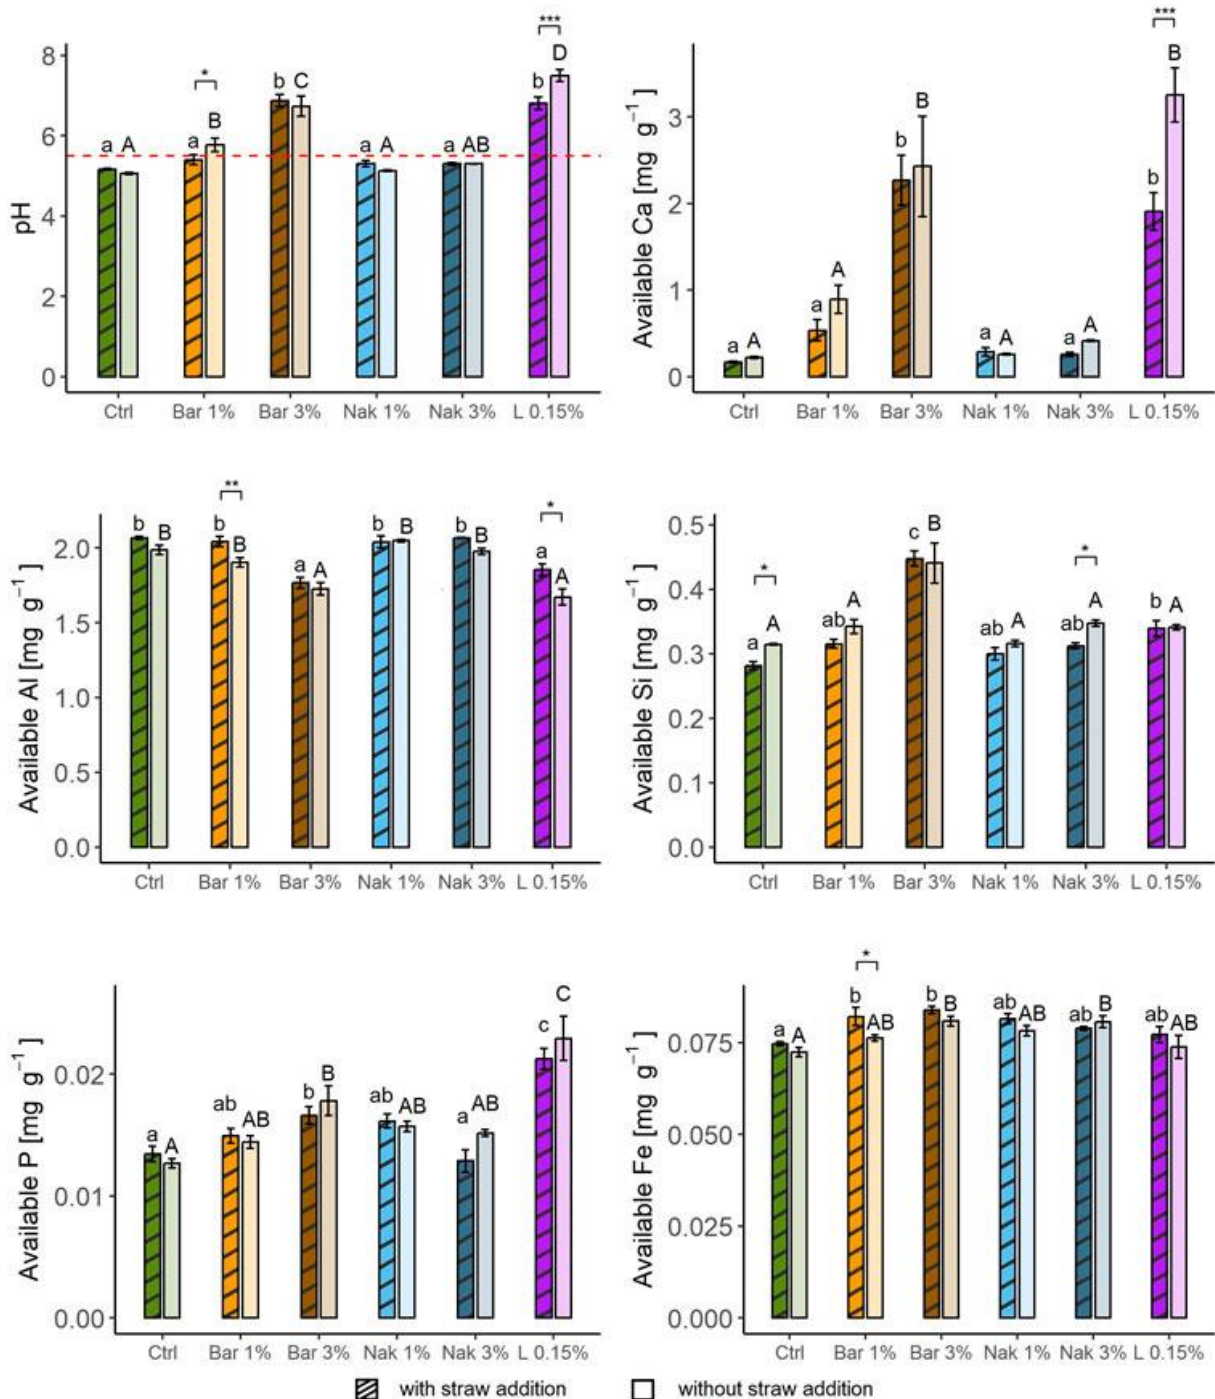 ***
8
D
*
b
C
b
6
B
a A
a
a A
a AB
4
2
0
pH
Ctrl
Bar 1%
Bar 3%
Nak 1%
Nak 3%
L 0.15%
***
B
3
B
b
b
2
A
1
a
a A
a A
a A
0
Available Ca [mg g⁻¹]
Ctrl
Bar 1%
Bar 3%
Nak 1%
Nak 3%
L 0.15%
**
*
b B
b B
a A
b B
b B
a A
2.0
1.5
1.0
0.5
0.0
Available Al [mg g⁻¹]
Ctrl
Bar 1%
Bar 3%
Nak 1%
Nak 3%
L 0.15%
*
*
a A
ab A
c B
ab A
ab A
b A
0.5
0.4
0.3
0.2
0.1
0.0
Available Si [mg g⁻¹]
Ctrl
Bar 1%
Bar 3%
Nak 1%
Nak 3%
L 0.15%
a A
ab AB
b B
ab AB
a AB
c C
0.02
0.01
0.00
Available P [mg g⁻¹]
Ctrl
Bar 1%
Bar 3%
Nak 1%
Nak 3%
L 0.15%
*
a A
b AB
b B
ab AB
ab B
ab AB
0.075
0.050
0.025
0.000
Available Fe [mg g⁻¹]
Ctrl
Bar 1%
Bar 3%
Nak 1%
Nak 3%
L 0.15%
with straw addition
without straw addition